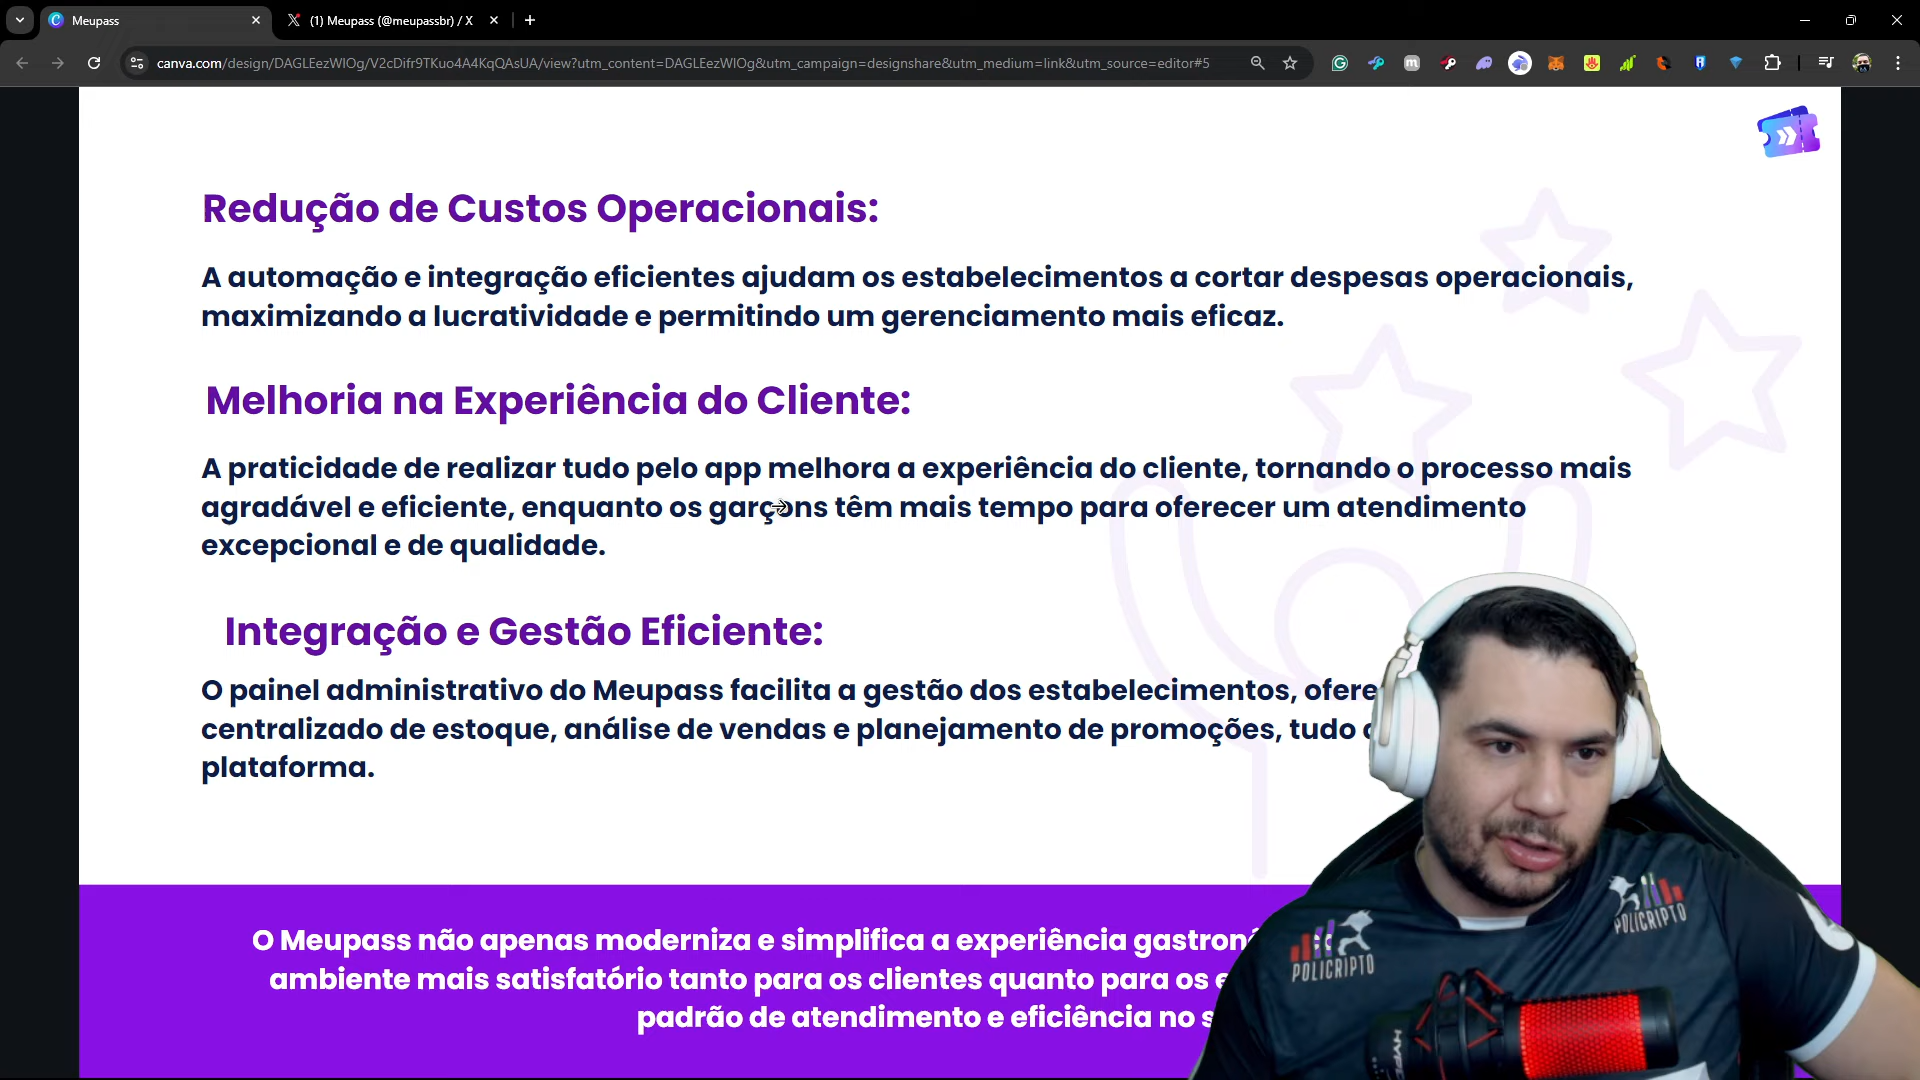 Meupass
(1) Meupass (@meupassbr) / X
canva.com/design/DAGLEezWIOg/V2cDifr9TKuo4A4KqQAsUA/view?utm_content=DAGLEezWIOg&utm_campaign=designshare&utm_medium=link&utm_source=editor#5
Redução de Custos Operacionais:
A automação e integração eficientes ajudam os estabelecimentos a cortar despesas operacionais,
maximizando a lucratividade e permitindo um gerenciamento mais eficaz.
Melhoria na Experiência do Cliente:
A praticidade de realizar tudo pelo app melhora a experiência do cliente, tornando o processo mais
agradável e eficiente, enquanto os garçons têm mais tempo para oferecer um atendimento
excepcional e de qualidade.
Integração e Gestão Eficiente:
O painel administrativo do Meupass facilita a gestão dos estabelecimentos,
centralizado de estoque, análise de vendas e planejamento de promoções, tudo
plataforma.
O Meupass não apenas moderniza e simplifica a experiência
ambiente mais satisfatório tanto para os clientes quanto para os
padrão de atendimento e eficiência no
POLICRIPTO
POLICRIPTO